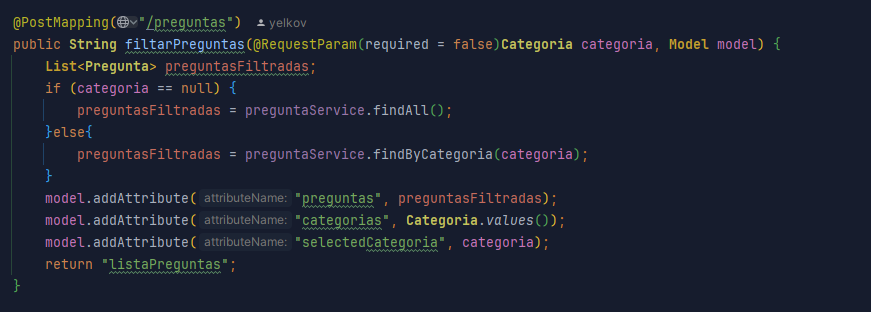 @PostMapping("/preguntas") yelkov
public String filtarPreguntas(@RequestParam(required = false)Categoria categoria, Model model) {
    List<Pregunta> preguntasFiltradas;
    if (categoria == null) {
        preguntasFiltradas = preguntaService.findAll();
    }else{
        preguntasFiltradas = preguntaService.findByCategoria(categoria);
    }
    model.addAttribute( attributeName: "preguntas", preguntasFiltradas);
    model.addAttribute( attributeName: "categorias", Categoria.values());
    model.addAttribute( attributeName: "selectedCategoria", categoria);
    return "listaPreguntas";
}